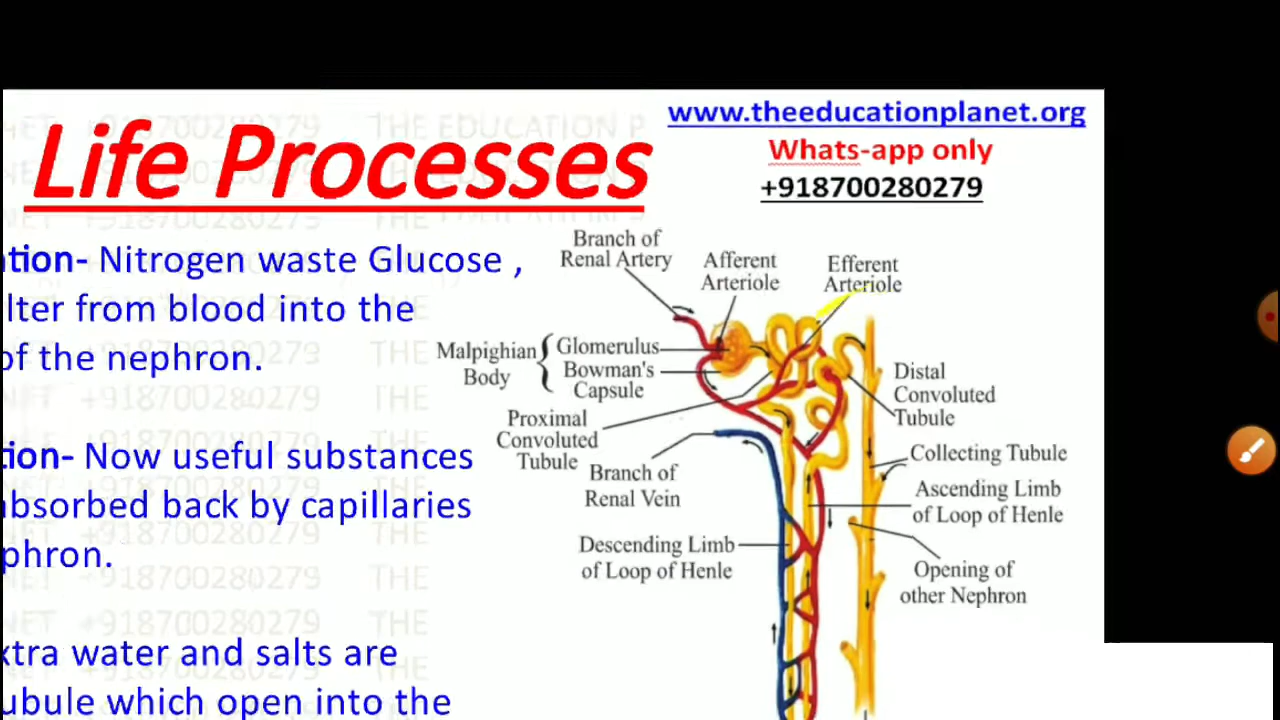 Life Processes
www.theeducationplanet.org
Whats-app only
+918700280279
tion- Nitrogen waste Glucose ,
lter from blood into the
of the nephron.
ion- Now useful substances
absorbed back by capillaries
phron.
xtra water and salts are
ubule which open into the
Branch of
Renal Artery
Afferent
Arteriole
Efferent
Arteriole
Malpighian
Body
Glomerulus
Bowman's
Capsule
Proximal
Convoluted
Tubule
Branch of
Renal Vein
Descending Limb
of Loop of Henle
Distal
Convoluted
Tubule
Collecting Tubule
Ascending Limb
of Loop of Henle
Opening of
other Nephron
THE EDUCATION P
+918700280279
THE